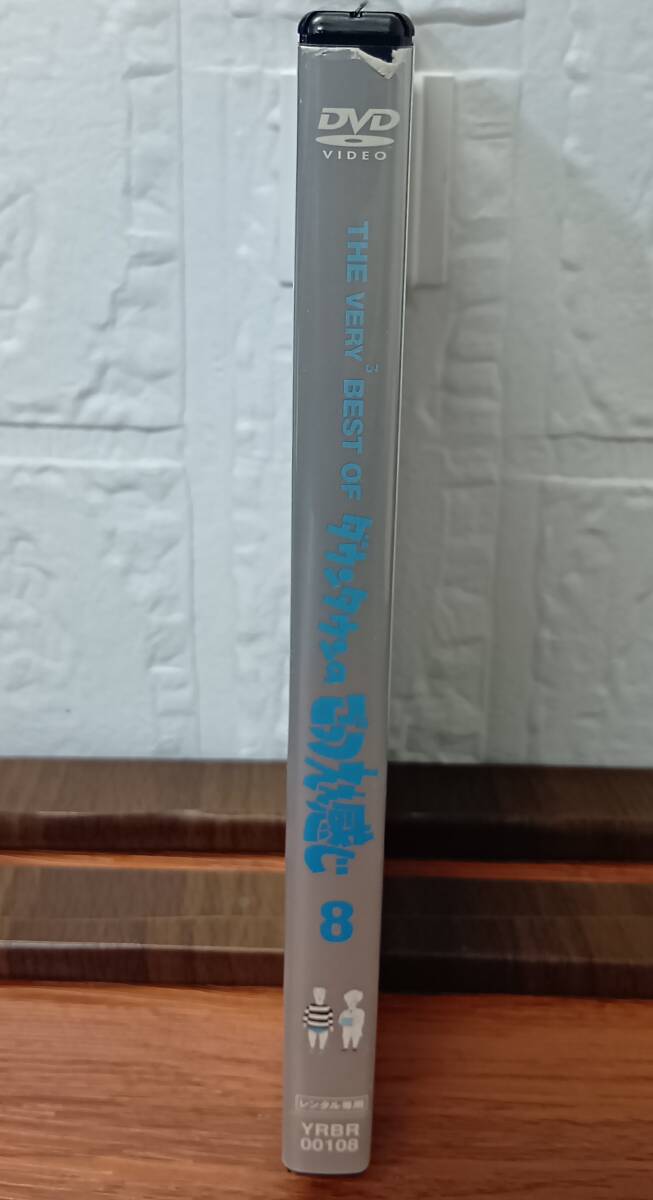 DVD
VIDEO
THE VERY³ BEST OF ダウンタウンのごっつええ感じ
8
レンタル専用
YRBR
00108